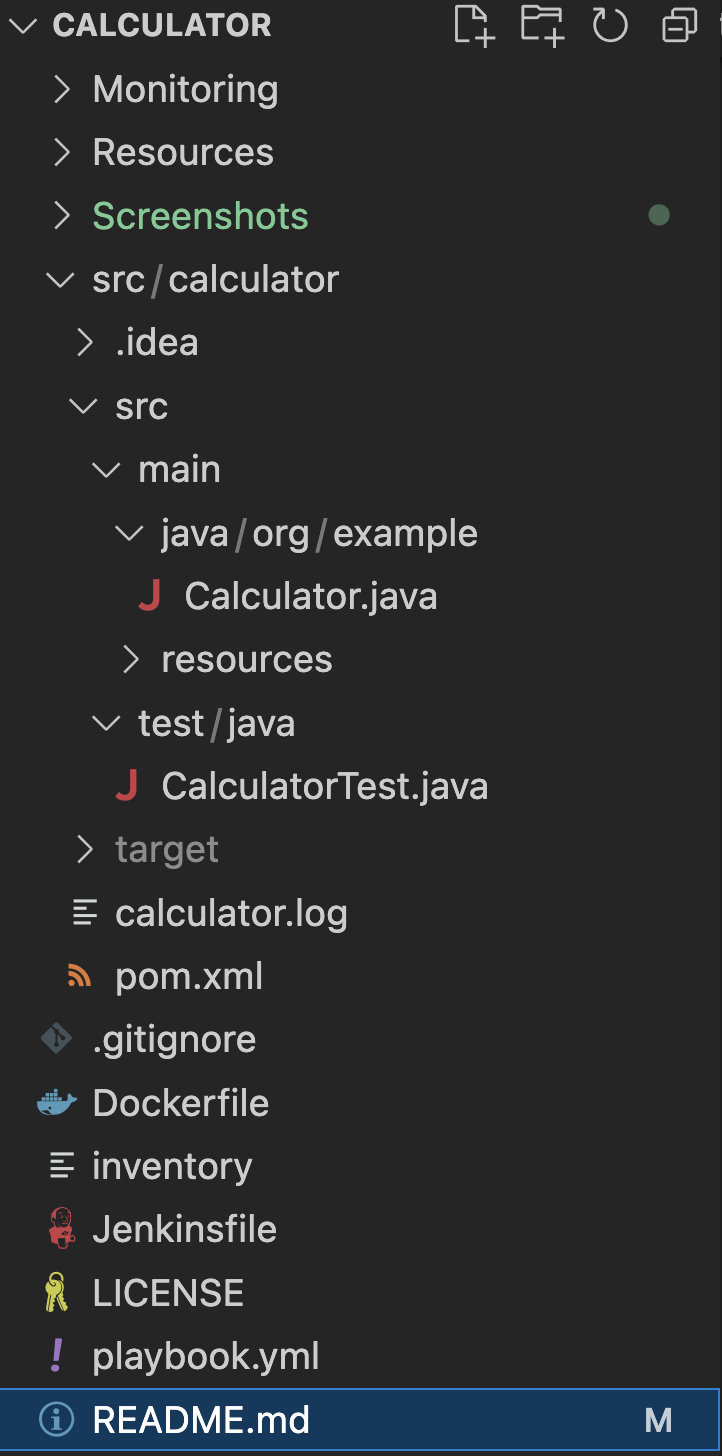 CALCULATOR
Monitoring
Resources
Screenshots
src/calculator
.idea
src
main
java/org/example
J Calculator.java
resources
test/java
J CalculatorTest.java
target
calculator.log
pom.xml
.gitignore
Dockerfile
inventory
Jenkinsfile
LICENSE
! playbook.yml
README.md M